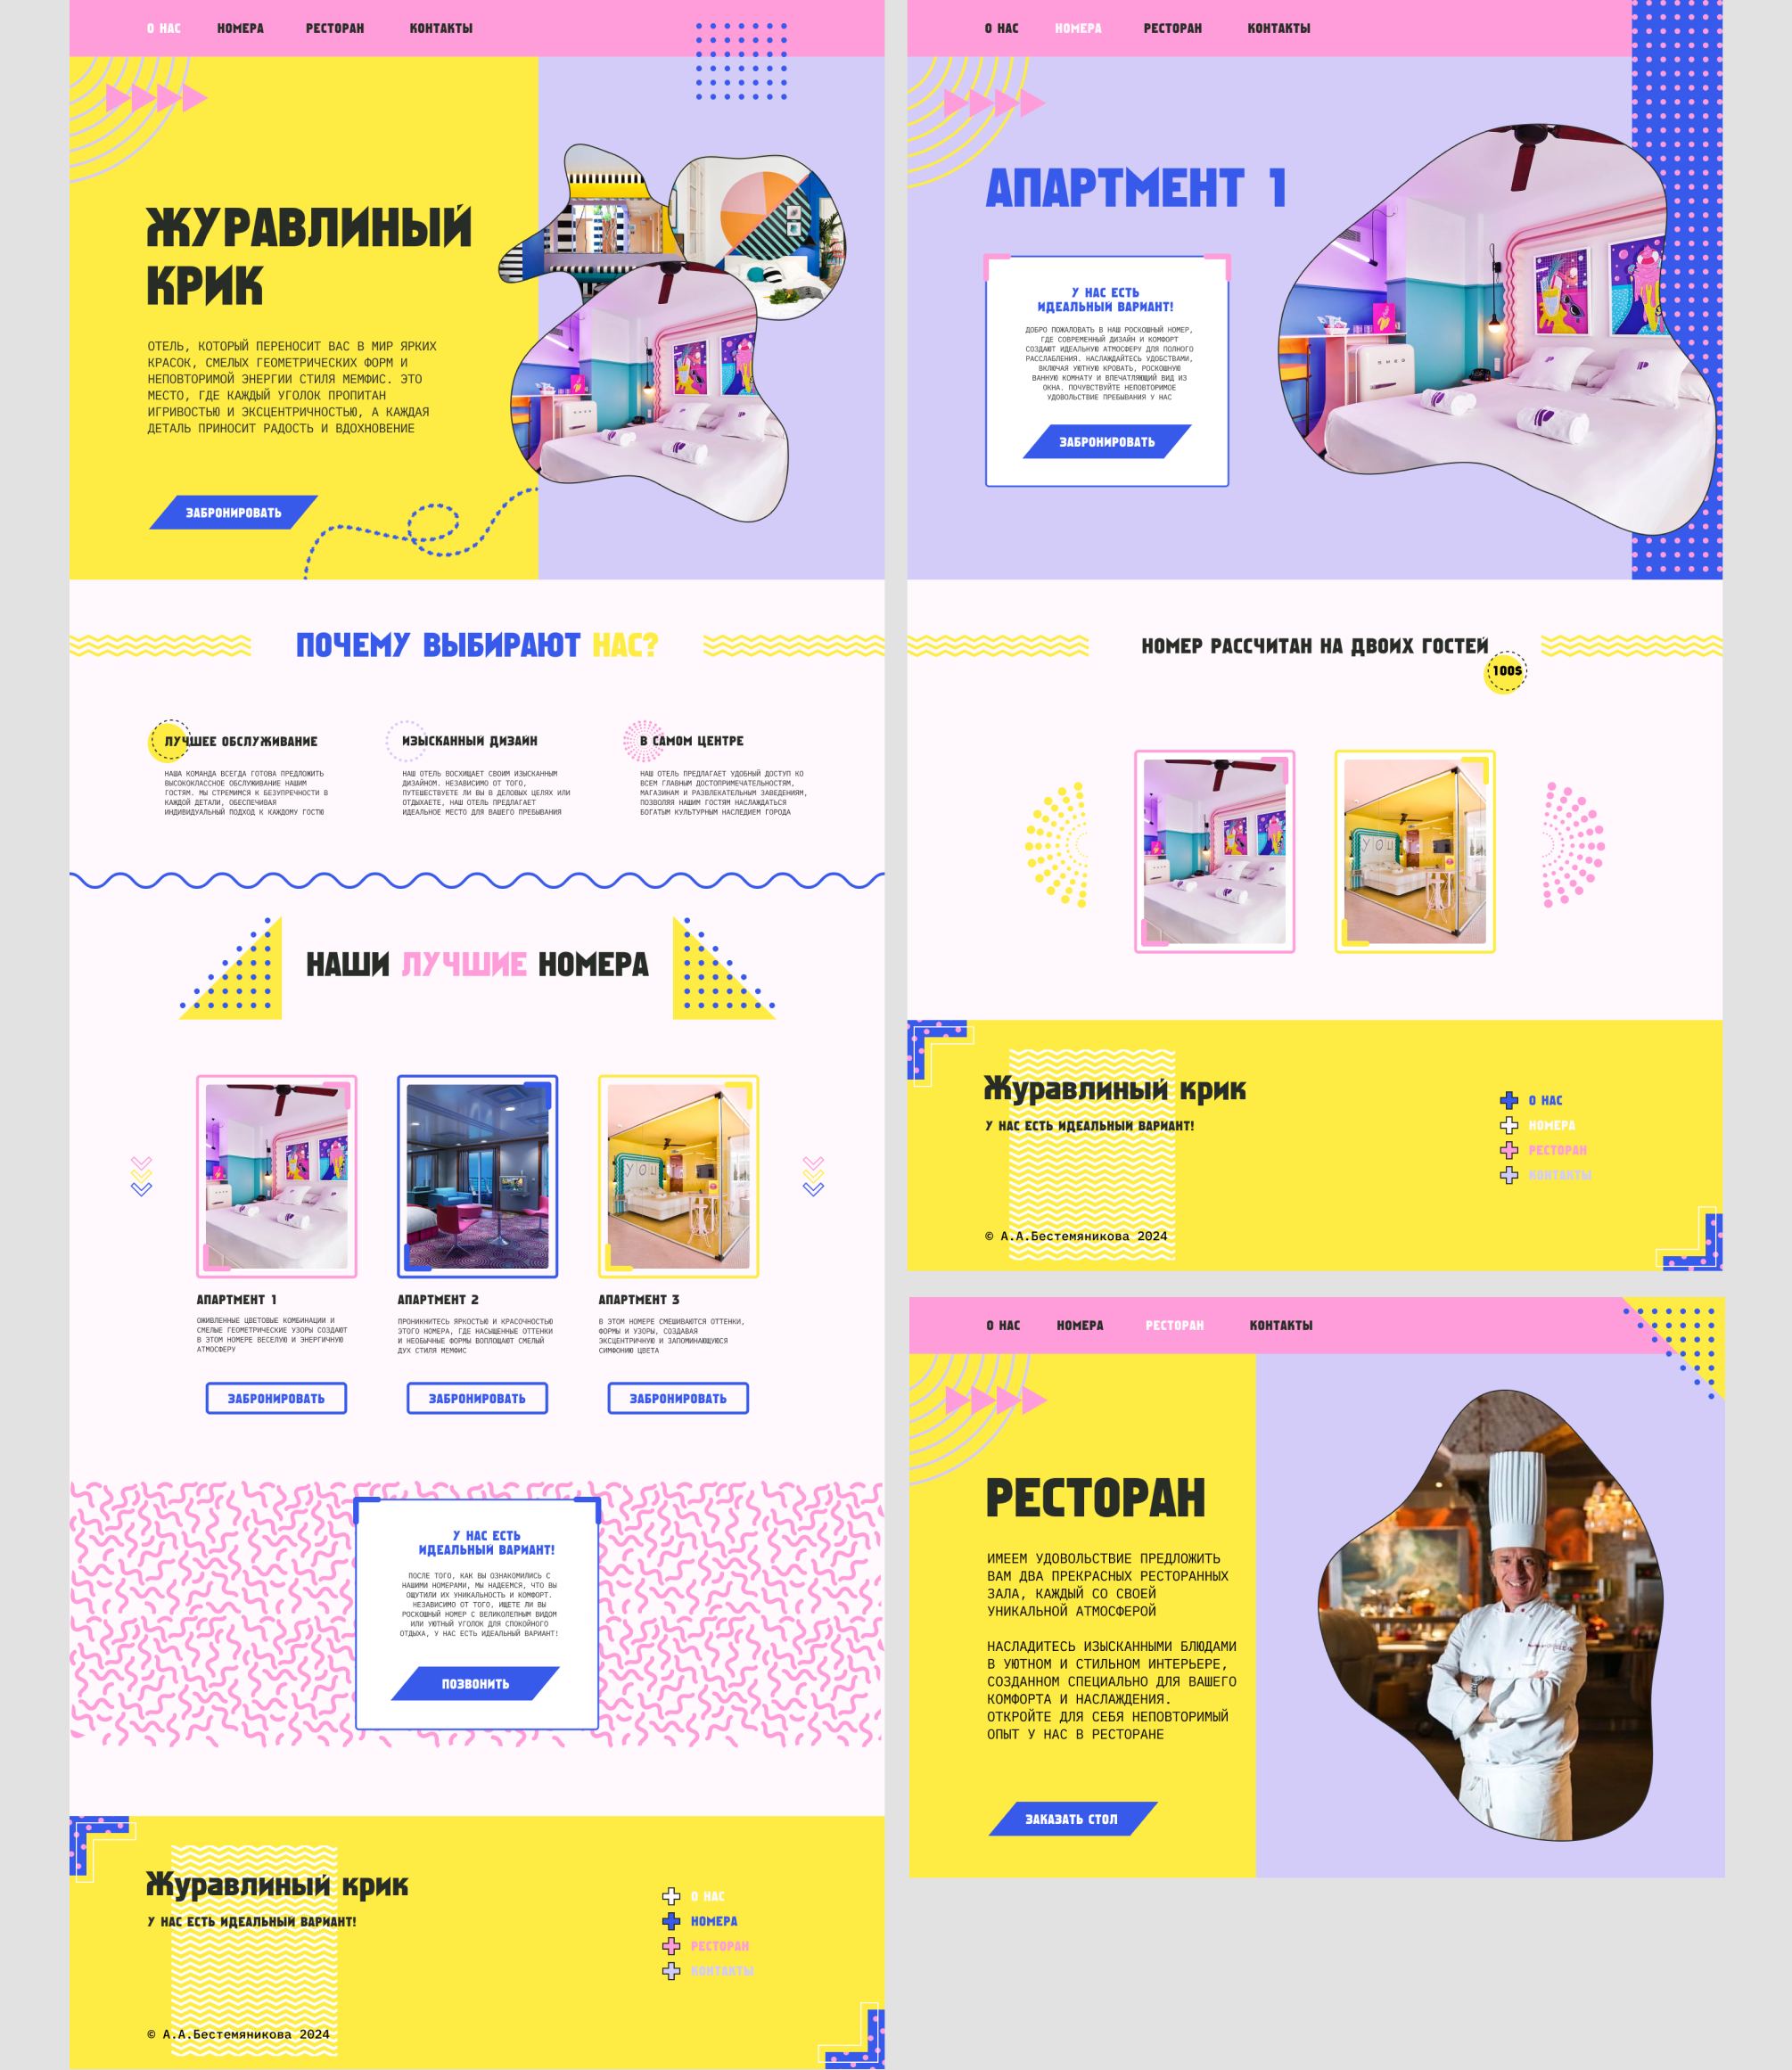 О НАС НОМЕРА РЕСТОРАН КОНТАКТЫ
ЖУРАВЛИНЫЙ
КРИК
ОТЕЛЬ, КОТОРЫЙ ПЕРЕНОСИТ ВАС В МИР ЯРКИХ
КРАСОК, СМЕЛЫХ ГЕОМЕТРИЧЕСКИХ ФОРМ И
НЕПОВТОРИМОЙ ЭНЕРГИИ СТИЛЯ МЕМФИС. ЭТО
МЕСТО, ГДЕ КАЖДЫЙ УГОЛОК ПРОПИТАН
ИГРИВОСТЬЮ И ЭКСЦЕНТРИЧНОСТЬЮ, А КАЖДАЯ
ДЕТАЛЬ ПРИНОСИТ РАДОСТЬ И ВДОХНОВЕНИЕ
ЗАБРОНИРОВАТЬ
ПОЧЕМУ ВЫБИРАЮТ НАС?
ЛУЧШЕЕ ОБСЛУЖИВАНИЕ
НАША КОМАНДА ВСЕГДА ГОТОВА ПРЕДЛОЖИТЬ
ВЫСОКОКЛАССНОЕ ОБСЛУЖИВАНИЕ НАШИМ
ГОСТЯМ. МЫ СТРЕМИМСЯ К БЕЗУПРЕЧНОСТИ В
КАЖДОЙ ДЕТАЛИ, ОБЕСПЕЧИВАЯ
ИНДИВИДУАЛЬНЫЙ ПОДХОД К КАЖДОМУ ГОСТЮ
ИЗЫСКАННЫЙ ДИЗАЙН
НАШ ОТЕЛЬ ВОСХИЩАЕТ СВОИМ ИЗЫСКАННЫМ
ДИЗАЙНОМ. НЕЗАВИСИМО ОТ ТОГО,
ПУТЕШЕСТВУЕТЕ ЛИ ВЫ В ДЕЛОВЫХ ЦЕЛЯХ ИЛИ
ОТДЫХАЕТЕ, НАШ ОТЕЛЬ ПРЕДЛАГАЕТ
ИДЕАЛЬНОЕ МЕСТО ДЛЯ ВАШЕГО ПРЕБЫВАНИЯ
В САМОМ ЦЕНТРЕ
НАШ ОТЕЛЬ ПРЕДЛАГАЕТ УДОБНЫЙ ДОСТУП КО
ВСЕМ ГЛАВНЫМ ДОСТОПРИМЕЧАТЕЛЬНОСТЯМ,
МАГАЗИНАМ И РАЗВЛЕКАТЕЛЬНЫМ ЗАВЕДЕНИЯМ,
ПОЗВОЛЯЯ НАШИМ ГОСТЯМ НАСЛАЖДАТЬСЯ
БОГАТЫМ КУЛЬТУРНЫМ НАСЛЕДИЕМ ГОРОДА
НАШИ ЛУЧШИЕ НОМЕРА
YOU
АПАРТМЕНТ 1
ОЖИВЛЕННЫЕ ЦВЕТОВЫЕ КОМБИНАЦИИ И
СМЕЛЫЕ ГЕОМЕТРИЧЕСКИЕ УЗОРЫ СОЗДАЮТ
В ЭТОМ НОМЕРЕ ВЕСЕЛУЮ И ЭНЕРГИЧНУЮ
АТМОСФЕРУ
ЗАБРОНИРОВАТЬ
АПАРТМЕНТ 2
ПРОНИКНИТЕСЬ ЯРКОСТЬЮ И КРАСОЧНОСТЬЮ
ЭТОГО НОМЕРА, ГДЕ НАСЫЩЕННЫЕ ОТТЕНКИ
И НЕОБЫЧНЫЕ ФОРМЫ ВОПЛОЩАЮТ СМЕЛЫЙ
ДУХ СТИЛЯ МЕМФИС
ЗАБРОНИРОВАТЬ
АПАРТМЕНТ 3
В ЭТОМ НОМЕРЕ СМЕШИВАЮТСЯ ОТТЕНКИ,
ФОРМЫ И УЗОРЫ, СОЗДАВАЯ
ЭКСЦЕНТРИЧНУЮ И ЗАПОМИНАЮЩУЮСЯ
СИМФОНИЮ ЦВЕТА
ЗАБРОНИРОВАТЬ
У НАС ЕСТЬ
ИДЕАЛЬНЫЙ ВАРИАНТ!
ПОСЛЕ ТОГО, КАК ВЫ ОЗНАКОМИЛИСЬ С
НАШИМИ НОМЕРАМИ, МЫ НАДЕЕМСЯ, ЧТО ВЫ
ОЩУТИЛИ ИХ УНИКАЛЬНОСТЬ И КОМФОРТ.
НЕЗАВИСИМО ОТ ТОГО, ИЩЕТЕ ЛИ ВЫ
РОСКОШНЫЙ НОМЕР С ВЕЛИКОЛЕПНЫМ ВИДОМ
ИЛИ УЮТНЫЙ УГОЛОК ДЛЯ СПОКОЙНОГО
ОТДЫХА, У НАС ЕСТЬ ИДЕАЛЬНЫЙ ВАРИАНТ!
ПОЗВОНИТЬ
Журавлиный крик
У НАС ЕСТЬ ИДЕАЛЬНЫЙ ВАРИАНТ!
О НАС
НОМЕРА
РЕСТОРАН
КОНТАКТЫ
© А.А.Бестемяникова 2024
О НАС НОМЕРА РЕСТОРАН КОНТАКТЫ
АПАРТМЕНТ 1
У НАС ЕСТЬ
ИДЕАЛЬНЫЙ ВАРИАНТ!
ДОБРО ПОЖАЛОВАТЬ В НАШ РОСКОШНЫЙ НОМЕР,
ГДЕ СОВРЕМЕННЫЙ ДИЗАЙН И КОМФОРТ
СОЗДАЮТ ИДЕАЛЬНУЮ АТМОСФЕРУ ДЛЯ ПОЛНОГО
РАССЛАБЛЕНИЯ. НАСЛАЖДАЙТЕСЬ УДОБСТВАМИ,
ВКЛЮЧАЯ УЮТНУЮ КРОВАТЬ, РОСКОШНУЮ
ВАННУЮ КОМНАТУ И ВПЕЧАТЛЯЮЩИЙ ВИД ИЗ
ОКНА. ПОЧУВСТВУЙТЕ НЕПОВТОРИМОЕ
УДОВОЛЬСТВИЕ ПРЕБЫВАНИЯ У НАС
ЗАБРОНИРОВАТЬ
SMEG
НОМЕР РАССЧИТАН НА ДВОИХ ГОСТЕЙ
100$
YOU
Журавлиный крик
У НАС ЕСТЬ ИДЕАЛЬНЫЙ ВАРИАНТ!
О НАС
НОМЕРА
РЕСТОРАН
КОНТАКТЫ
© А.А.Бестемяникова 2024
О НАС НОМЕРА РЕСТОРАН КОНТАКТЫ
РЕСТОРАН
ИМЕЕМ УДОВОЛЬСТВИЕ ПРЕДЛОЖИТЬ
ВАМ ДВА ПРЕКРАСНЫХ РЕСТОРАННЫХ
ЗАЛА, КАЖДЫЙ СО СВОЕЙ
УНИКАЛЬНОЙ АТМОСФЕРОЙ
НАСЛАДИТЕСЬ ИЗЫСКАННЫМИ БЛЮДАМИ
В УЮТНОМ И СТИЛЬНОМ ИНТЕРЬЕРЕ,
СОЗДАННОМ СПЕЦИАЛЬНО ДЛЯ ВАШЕГО
КОМФОРТА И НАСЛАЖДЕНИЯ.
ОТКРОЙТЕ ДЛЯ СЕБЯ НЕПОВТОРИМЫЙ
ОПЫТ У НАС В РЕСТОРАНЕ
ЗАКАЗАТЬ СТОЛ